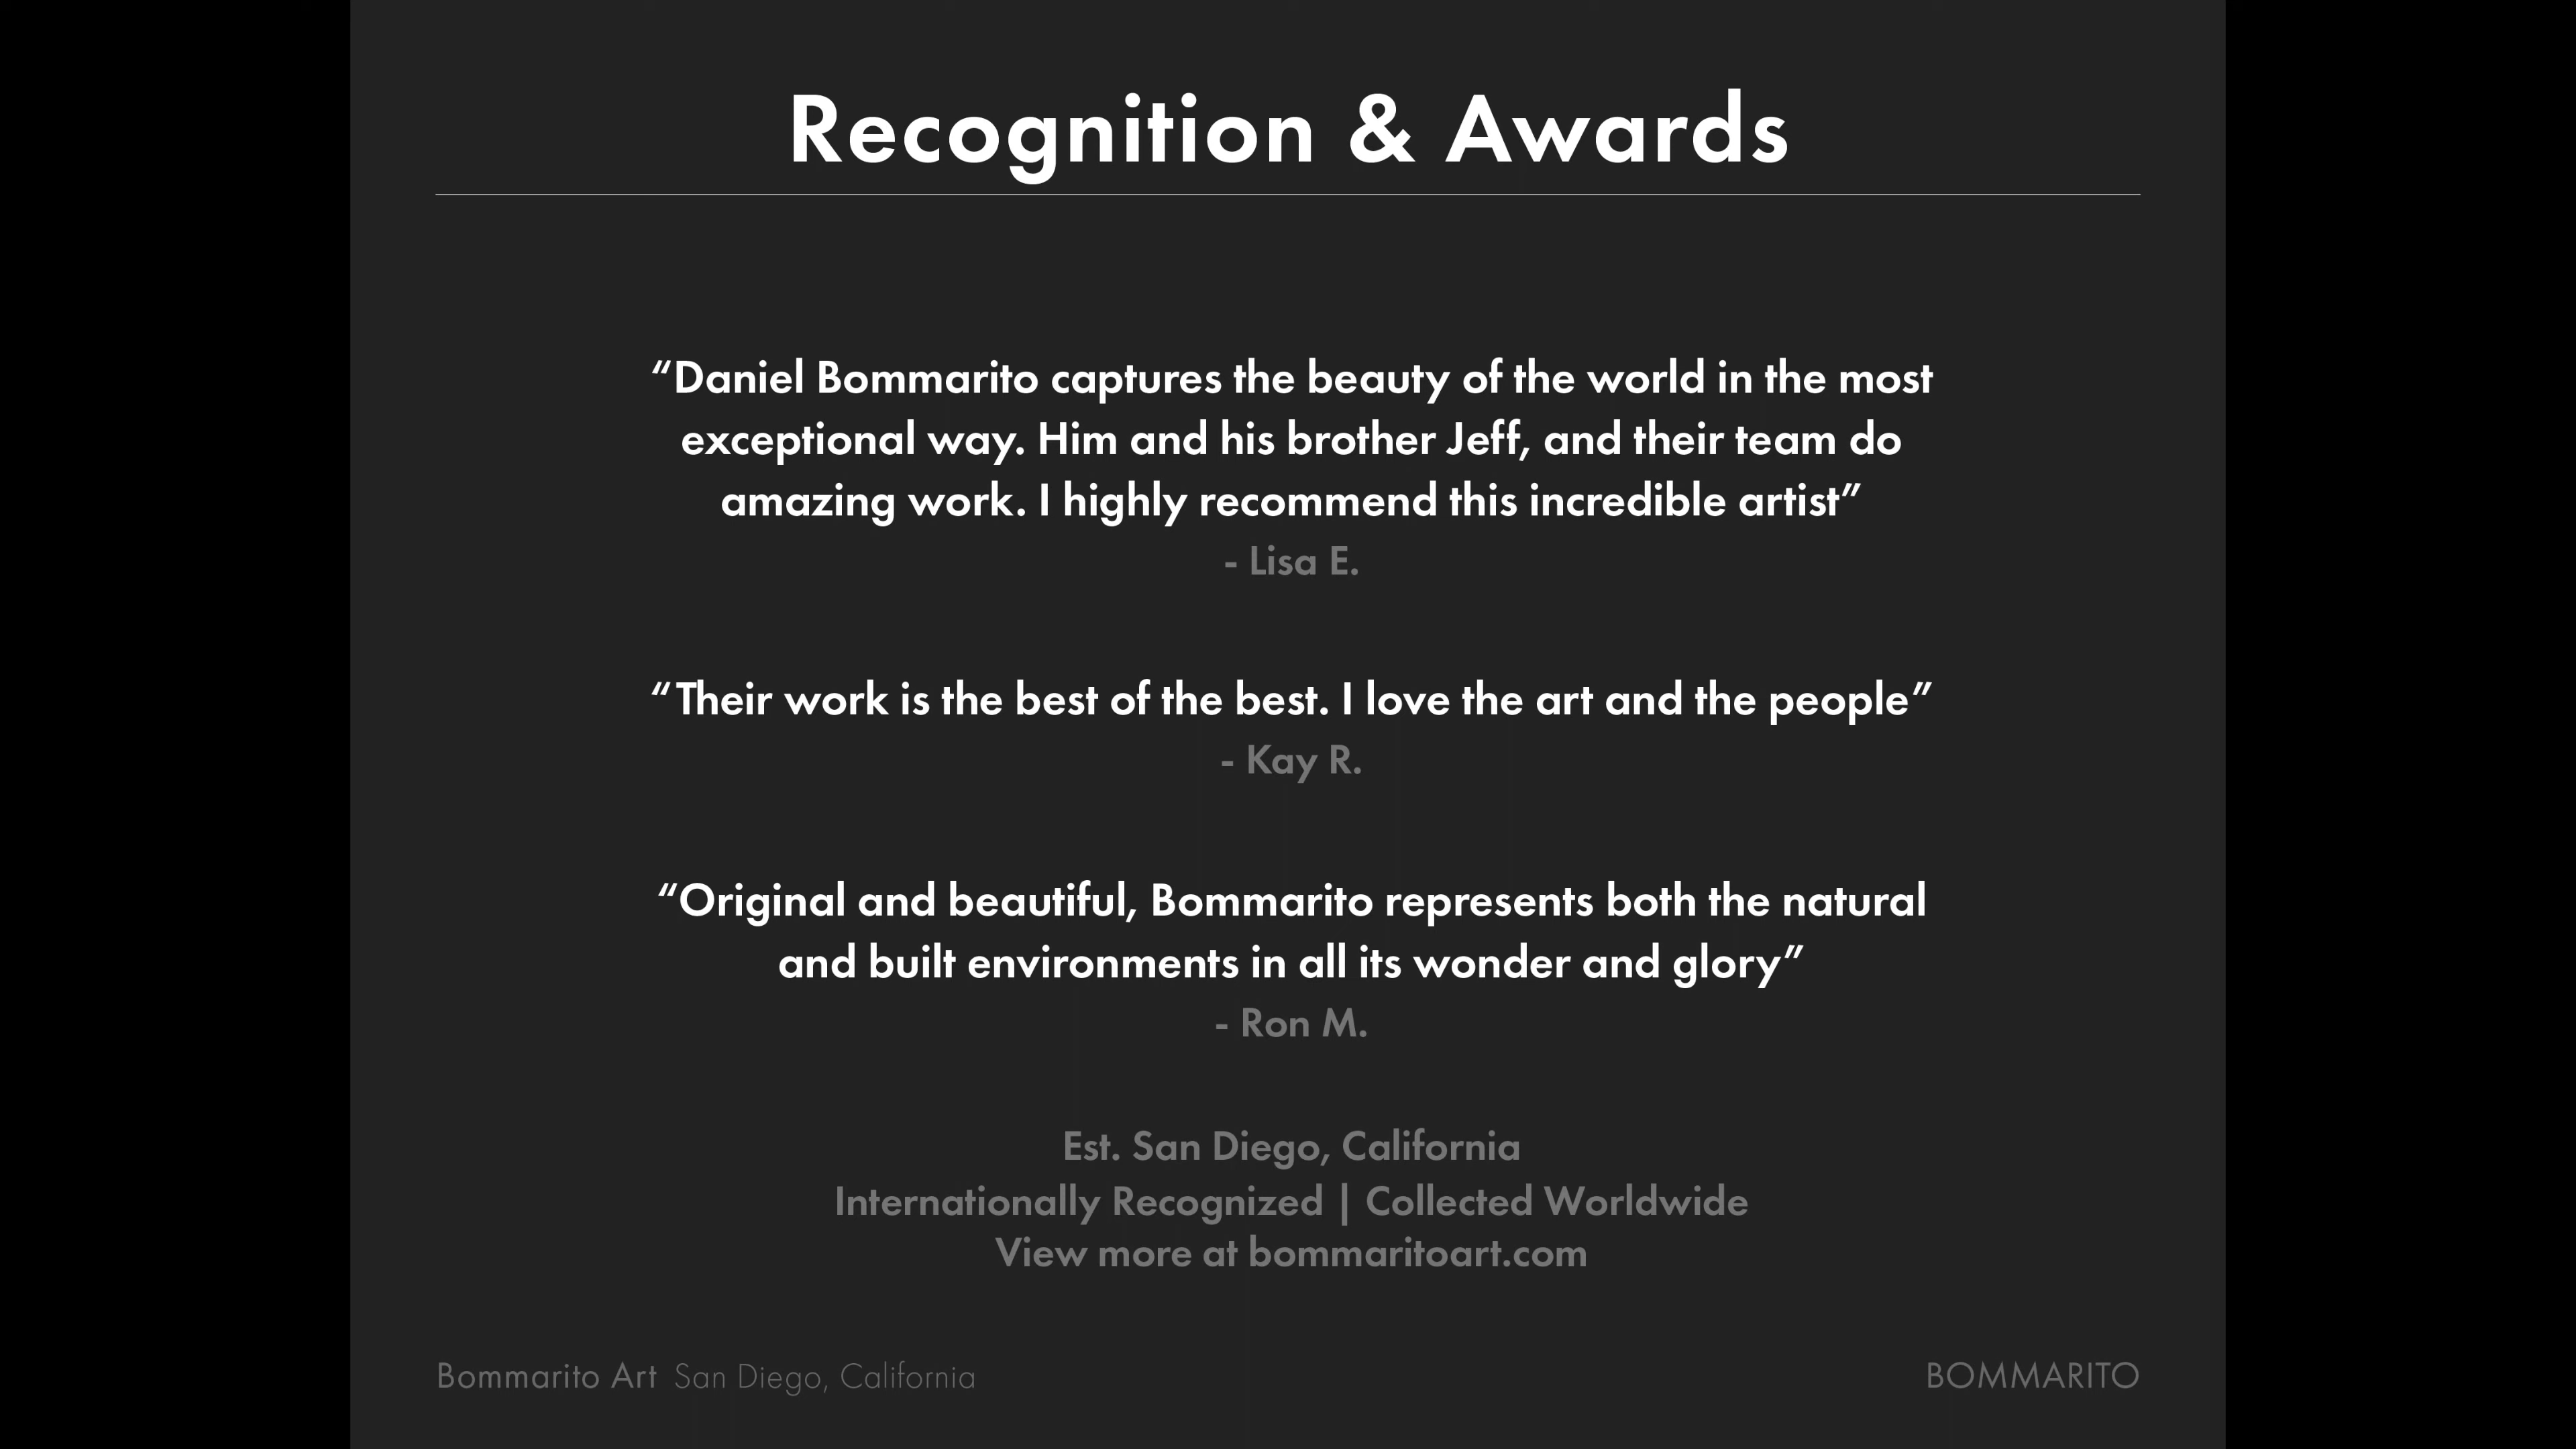 Recognition & Awards
“Daniel Bommarito captures the beauty of the world in the most
exceptional way. Him and his brother Jeff, and their team do
amazing work. I highly recommend this incredible artist”
- Lisa E.
“Their work is the best of the best. I love the art and the people”
- Kay R.
“Original and beautiful, Bommarito represents both the natural
and built environments in all its wonder and glory”
- Ron M.
Est. San Diego, California
Internationally Recognized | Collected Worldwide
View more at bommaritoart.com
Bommarito Art San Diego, California
BOMMARITO